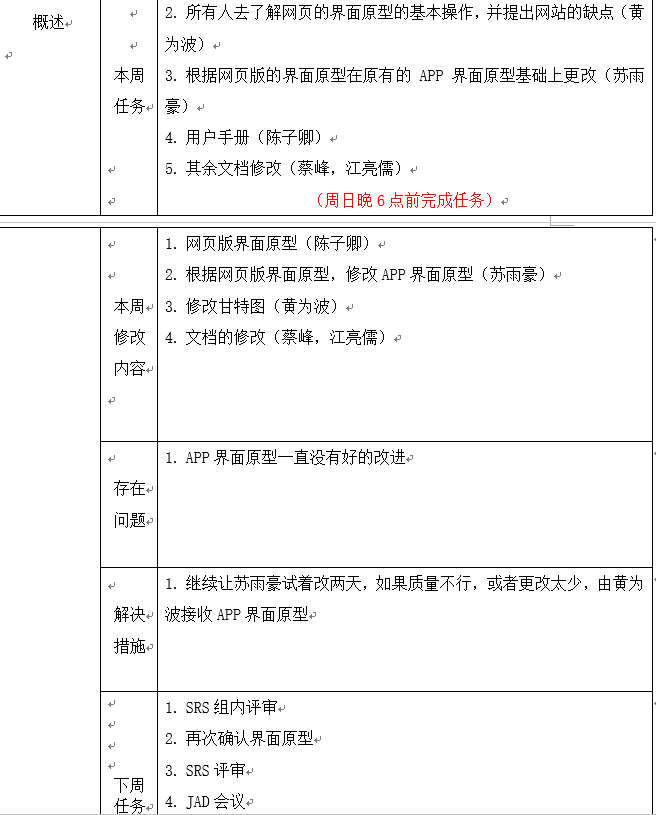 概述
本周
任务
2. 所有人去了解网页的界面原型的基本操作，并提出网站的缺点（黄
为波）
3. 根据网页版的界面原型在原有的 APP 界面原型基础上更改（苏雨
豪）
4. 用户手册（陈子卿）
5. 其余文档修改（蔡峰，江亮儒）
（周日晚 6 点前完成任务）
本周
修改
内容
1. 网页版界面原型（陈子卿）
2. 根据网页版界面原型，修改 APP 界面原型（苏雨豪）
3. 修改甘特图（黄为波）
4. 文档的修改（蔡峰，江亮儒）
存在
问题
1. APP 界面原型一直没有好的改进
解决
措施
1. 继续让苏雨豪试着改两天，如果质量不行，或者更改太少，由黄为
波接收 APP 界面原型
下周
任务
1. SRS 组内评审
2. 再次确认界面原型
3. SRS 评审
4. JAD 会议